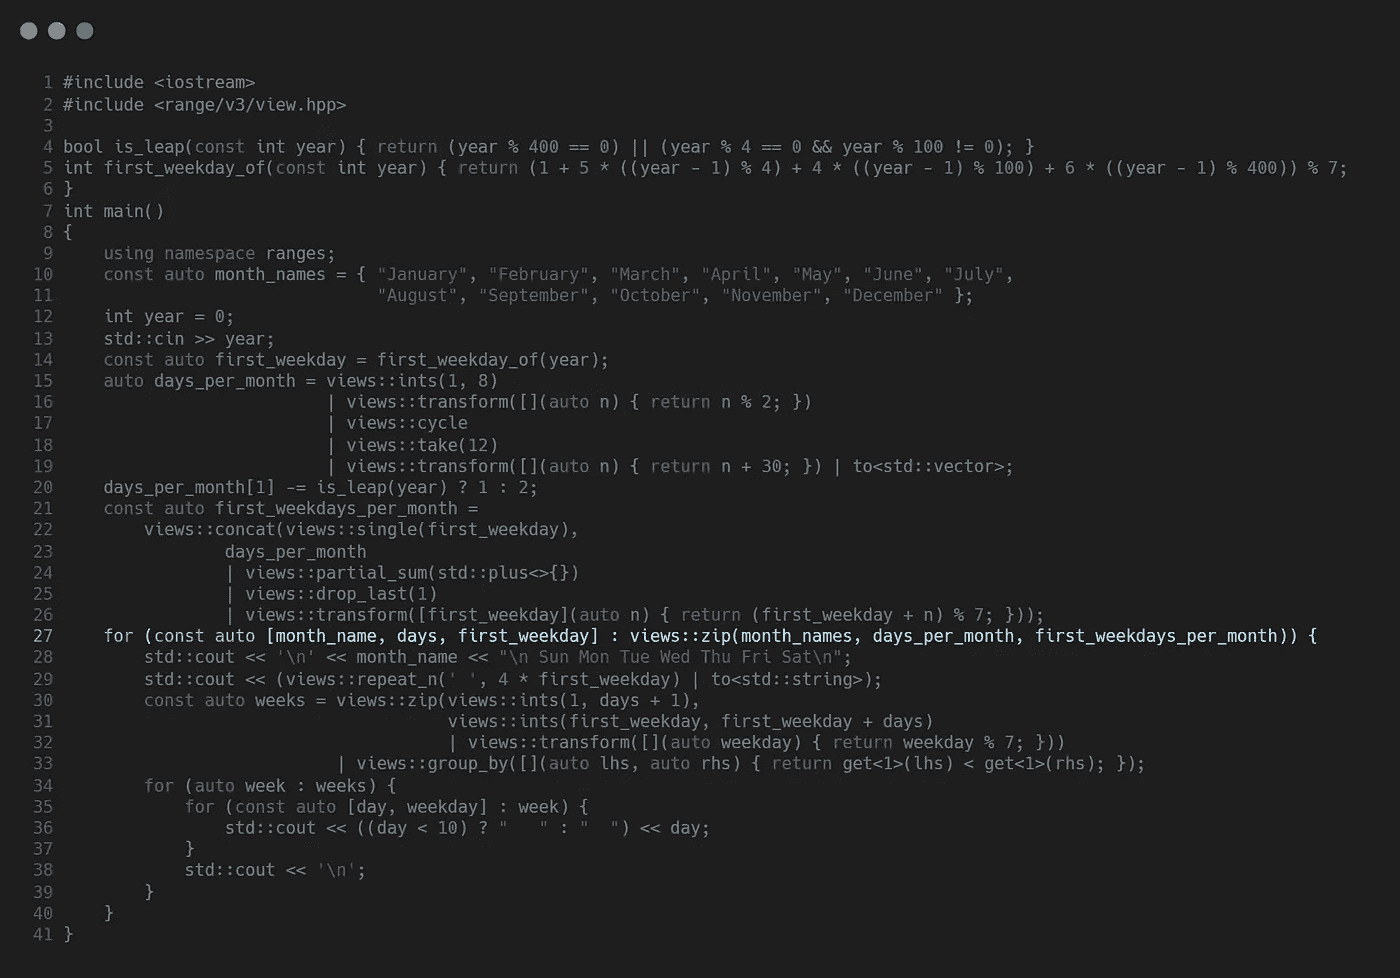 1 #include <iostream>
2 #include <range/v3/view.hpp>
3
4 bool is_leap(const int year) { return (year % 400 == 0) || (year % 4 == 0 && year % 100 != 0); }
5 int first_weekday_of(const int year) { return (1 + 5 * ((year - 1) % 4) + 4 * ((year - 1) % 100) + 6 * ((year - 1) % 400)) % 7;
6 }
7 int main()
8 {
9     using namespace ranges;
10     const auto month_names = { "January", "February", "March", "April", "May", "June", "July",
11                                "August", "September", "October", "November", "December" };
12     int year = 0;
13     std::cin >> year;
14     const auto first_weekday = first_weekday_of(year);
15     auto days_per_month = views::ints(1, 8)
16                           | views::transform([](auto n) { return n % 2; })
17                           | views::cycle
18                           | views::take(12)
19                           | views::transform([](auto n) { return n + 30; }) | to<std::vector>;
20     days_per_month[1] -= is_leap(year) ? 1 : 2;
21     const auto first_weekdays_per_month =
22         views::concat(views::single(first_weekday),
23                 days_per_month
24                 | views::partial_sum(std::plus<>{})
25                 | views::drop_last(1)
26                 | views::transform([first_weekday](auto n) { return (first_weekday + n) % 7; }));
27     for (const auto [month_name, days, first_weekday] : views::zip(month_names, days_per_month, first_weekdays_per_month)) {
28         std::cout << '\n' << month_name << "\n Sun Mon Tue Wed Thu Fri Sat\n";
29         std::cout << (views::repeat_n(' ', 4 * first_weekday) | to<std::string>);
30         const auto weeks = views::zip(views::ints(1, days + 1),
31                                       views::ints(first_weekday, first_weekday + days)
32                                       | views::transform([](auto weekday) { return weekday % 7; }))
33                            | views::group_by([](auto lhs, auto rhs) { return get<1>(lhs) < get<1>(rhs); });
34         for (auto week : weeks) {
35             for (const auto [day, weekday] : week) {
36                 std::cout << ((day < 10) ? "   " : "  ") << day;
37             }
38             std::cout << '\n';
39         }
40     }
41 }